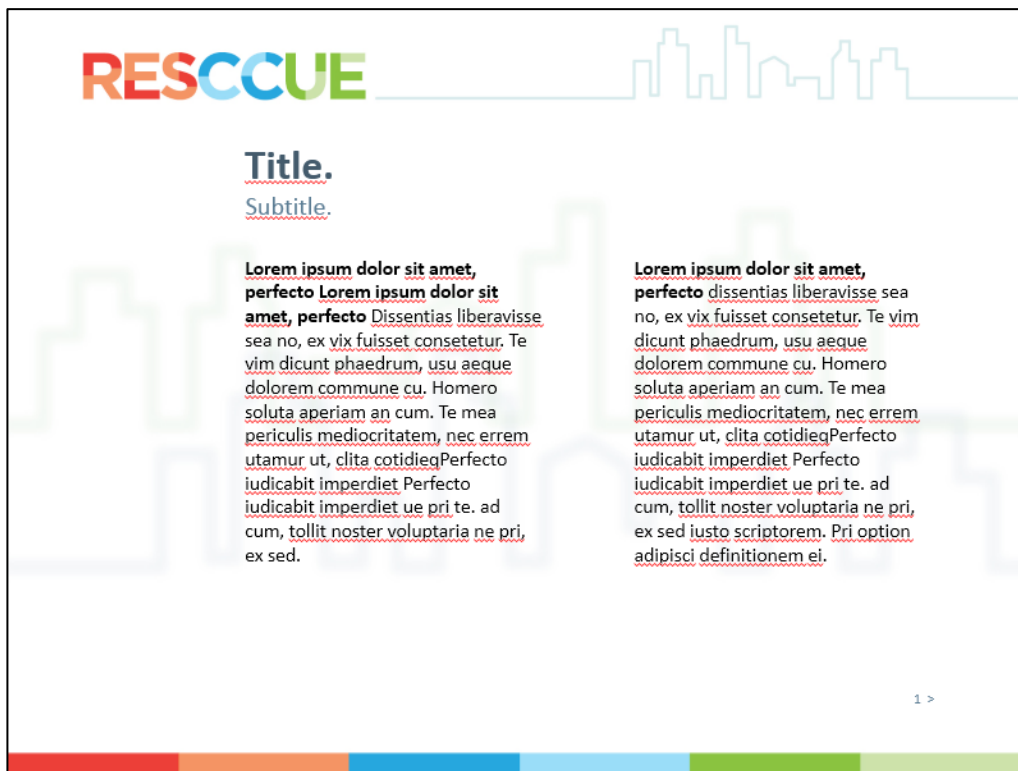 RESCCUE
Title.
Subtitle.
Lorem ipsum dolor sit amet,
perfecto Lorem ipsum dolor sit
amet, perfecto Dissentias liberavisse
sea no, ex vix fuisset consetetur. Te
vim dicunt phaedrum, usu aeque
dolorem commune cu. Homero
soluta aperiam an cum. Te mea
periculis mediocritatem, nec errem
utamur ut, clita cotidieqPerfecto
iudicabit imperdiet Perfecto
iudicabit imperdiet ue pri te. ad
cum, tollit noster voluptaria ne pri,
ex sed.
Lorem ipsum dolor sit amet,
perfecto dissentias liberavisse sea
no, ex vix fuisset consetetur. Te vim
dicunt phaedrum, usu aeque
dolorem commune cu. Homero
soluta aperiam an cum. Te mea
periculis mediocritatem, nec errem
utamur ut, clita cotidieqPerfecto
iudicabit imperdiet Perfecto
iudicabit imperdiet ue pri te. ad
cum, tollit noster voluptaria ne pri,
ex sed iusto scriptorem. Pri option
adipisci definitionem ei.
1 >